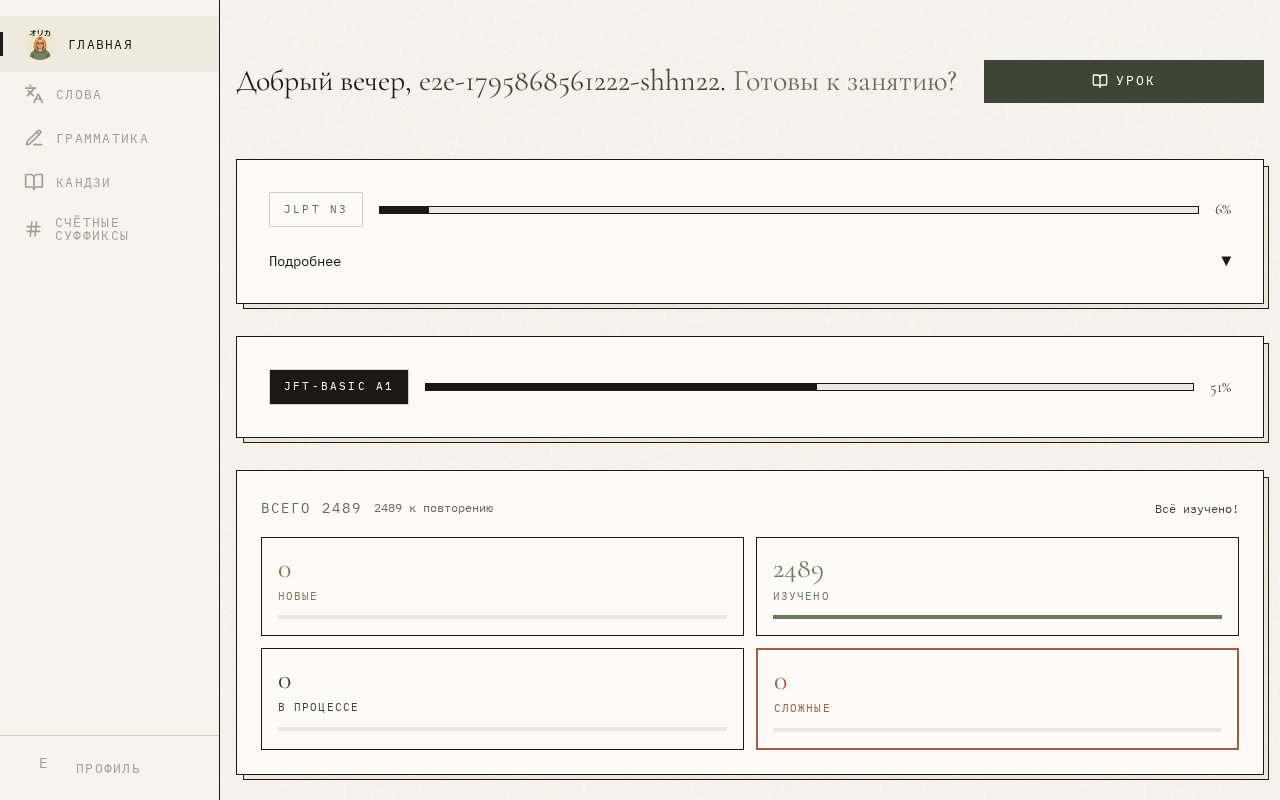 オリカ
ГЛАВНАЯ
СЛОВА
ГРАММАТИКА
КАНДЗИ
СЧЁТНЫЕ
СУФФИКСЫ
E
ПРОФИЛЬ
Добрый вечер, e2e-1795868561222-shhn22. Готовы к занятию?
УРОК
JLPT N3
6%
Подробнее
▼
JFT-BASIC A1
51%
ВСЕГО 2489 2489 к повторению
Всё изучено!
0
НОВЫЕ
2489
ИЗУЧЕНО
0
В ПРОЦЕССЕ
0
СЛОЖНЫЕ